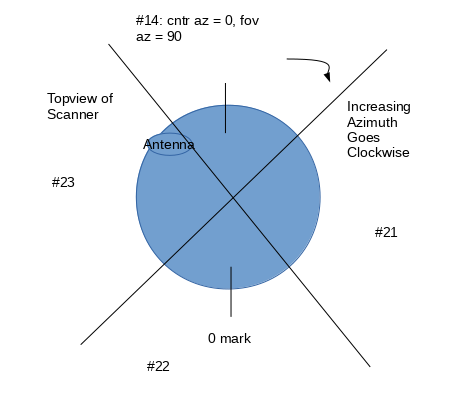 #14: cntr az = 0, fov
az = 90
Topview of
Scanner
Increasing
Azimuth
Goes
Clockwise
Antenna
#23
#21
0 mark
#22